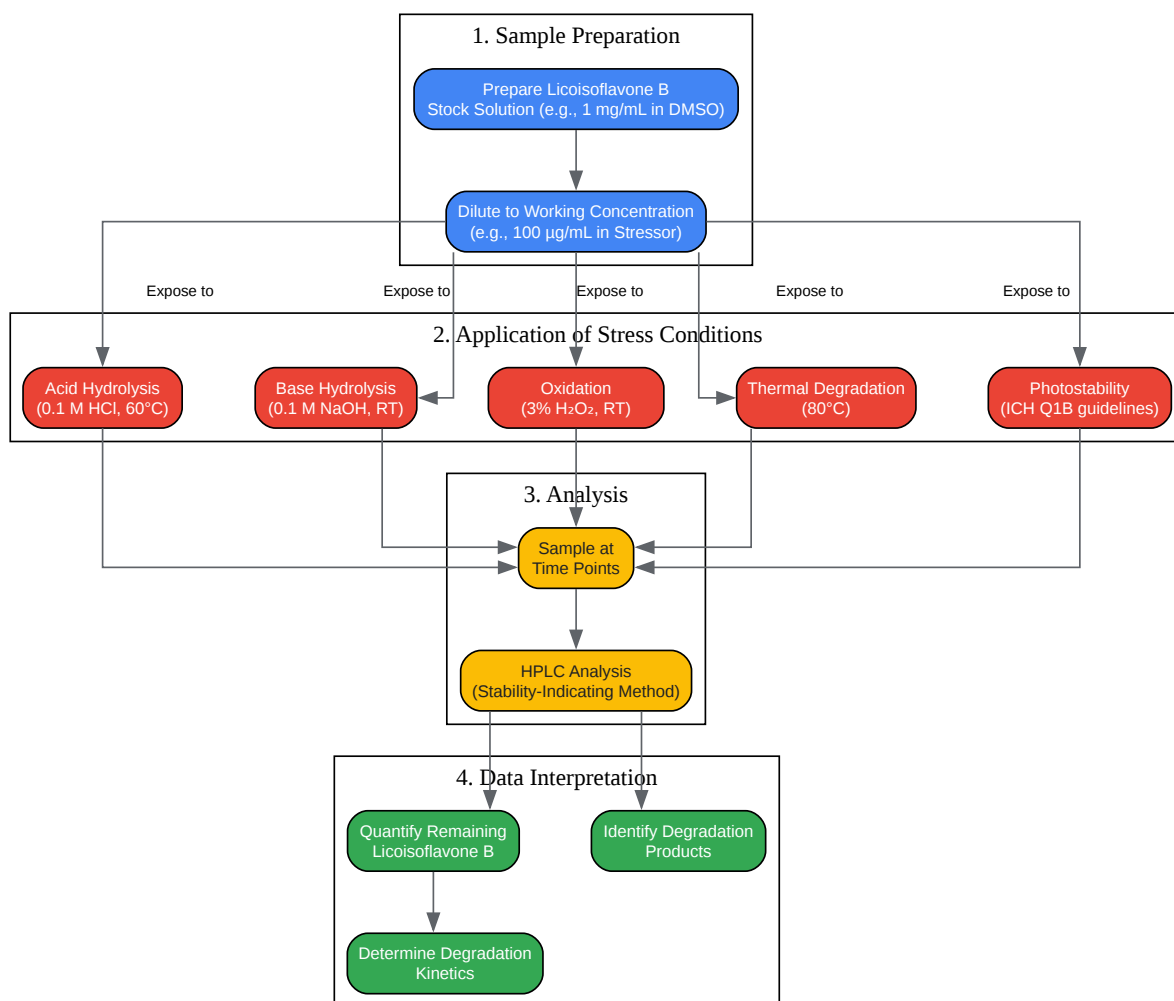 1. Sample Preparation
Prepare Licoisoflavone B
Stock Solution (e.g., 1 mg/mL in DMSO)
Dilute to Working Concentration
(e.g., 100 µg/mL in Stressor)
Expose to
Expose to
Expose to
Expose to
Expose to
2. Application of Stress Conditions
Acid Hydrolysis
(0.1 M HCl, 60°C)
Base Hydrolysis
(0.1 M NaOH, RT)
Oxidation
(3% H₂O₂, RT)
Thermal Degradation
(80°C)
Photostability
(ICH Q1B guidelines)
3. Analysis
Sample at
Time Points
HPLC Analysis
(Stability-Indicating Method)
4. Data Interpretation
Quantify Remaining
Licoisoflavone B
Identify Degradation
Products
Determine Degradation
Kinetics